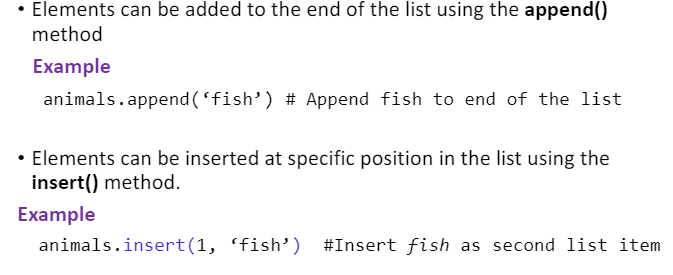 • Elements can be added to the end of the list using the append()
method
Example
animals.append(‘fish’) # Append fish to end of the list
• Elements can be inserted at specific position in the list using the
insert() method.
Example
animals.insert(1, ‘fish’) #Insert fish as second list item